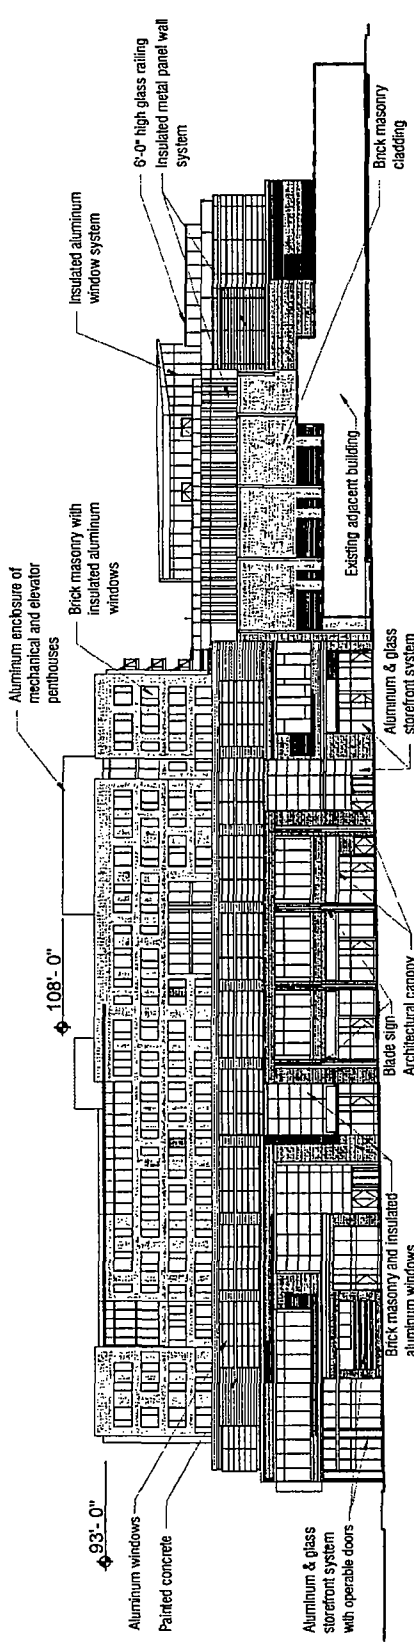 Aluminum enclosure of
mechanical and elevator
penthouses
108'- 0"
93'- 0"
Insulated aluminum
window system
6'-0" high glass railing
Insulated metal panel wall
system
Brick masonry with
insulated aluminum
windows
Aluminum windows
Painted concrete
Aluminum & glass
storefront system
with operable doors
Brick masonry and insulated
aluminum windows
Blade sign
Architectural canopy
Aluminum & glass
storefront system
Existing adjacent building
Brick masonry
cladding